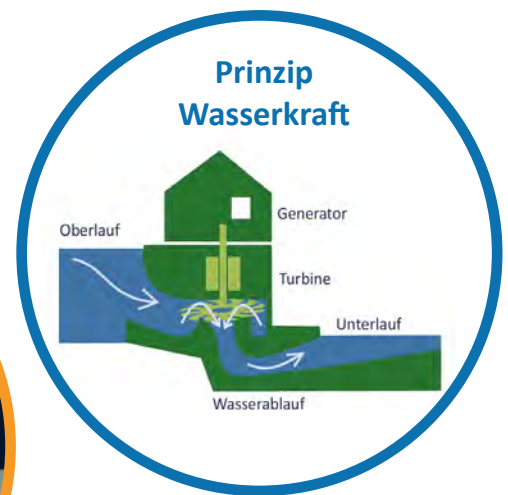 Prinzip
Wasserkraft
Oberlauf
Generator
Turbine
Unterlauf
Wasserablauf